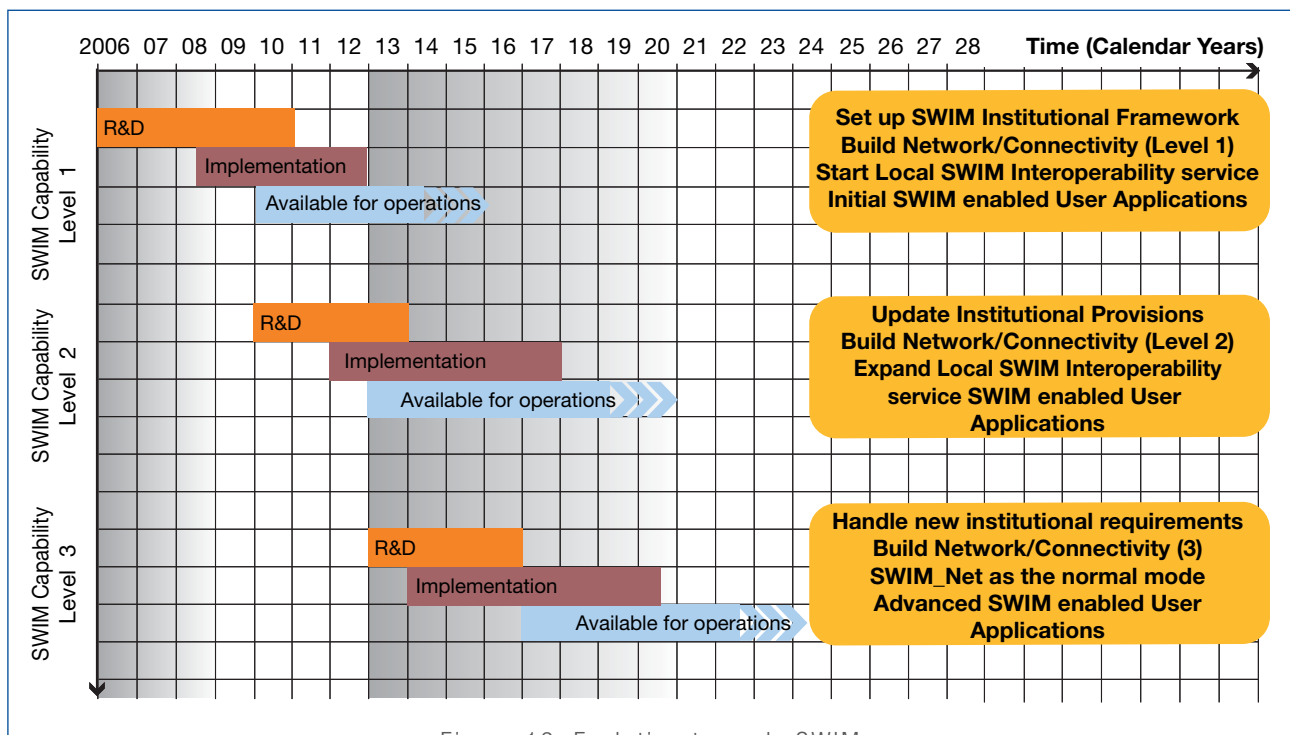 2006 07 08 09 10 11 12 13 14 15 16 17 18 19 20 21 22 23 24 25 26 27 28 Time (Calendar Years)
SWIM Capability
Level 1
R&D
Implementation
Available for operations
Set up SWIM Institutional Framework
Build Network/Connectivity (Level 1)
Start Local SWIM Interoperability service
Initial SWIM enabled User Applications
SWIM Capability
Level 2
R&D
Implementation
Available for operations
Update Institutional Provisions
Build Network/Connectivity (Level 2)
Expand Local SWIM Interoperability
service SWIM enabled User
Applications
SWIM Capability
Level 3
R&D
Implementation
Available for operations
Handle new institutional requirements
Build Network/Connectivity (3)
SWIM_Net as the normal mode
Advanced SWIM enabled User
Applications